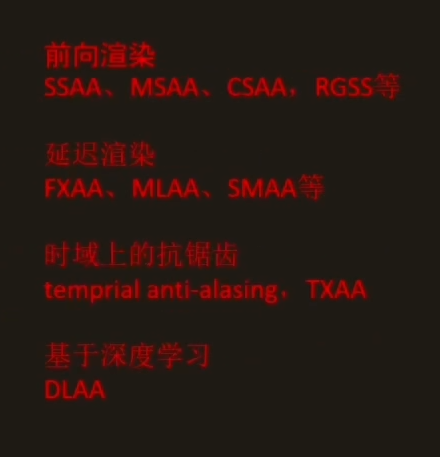 前向渲染
SSAA、MSAA、CSAA，RGSS等
延迟渲染
FXAA、MLAA、SMAA等
时域上的抗锯齿
temprial anti-alasing，TXAA
基于深度学习
DLAA